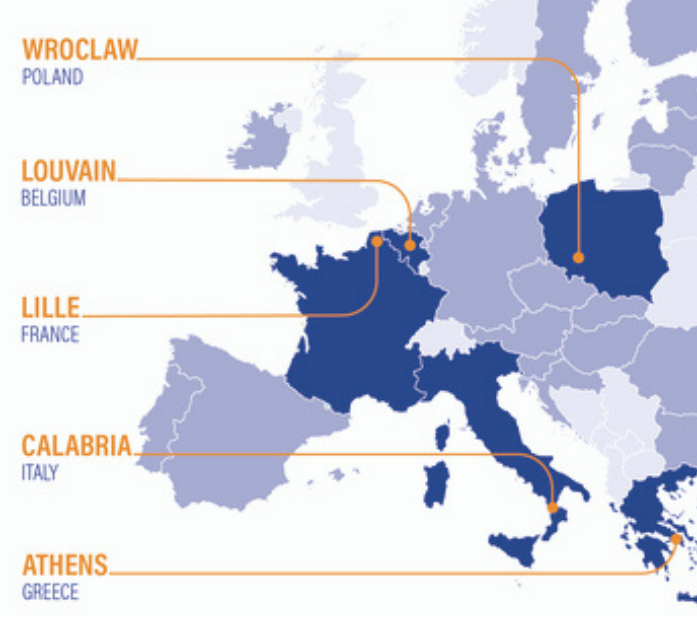 WROCLAW
POLAND
LOUVAIN
BELGIUM
LILLE
FRANCE
CALABRIA
ITALY
ATHENS
GREECE